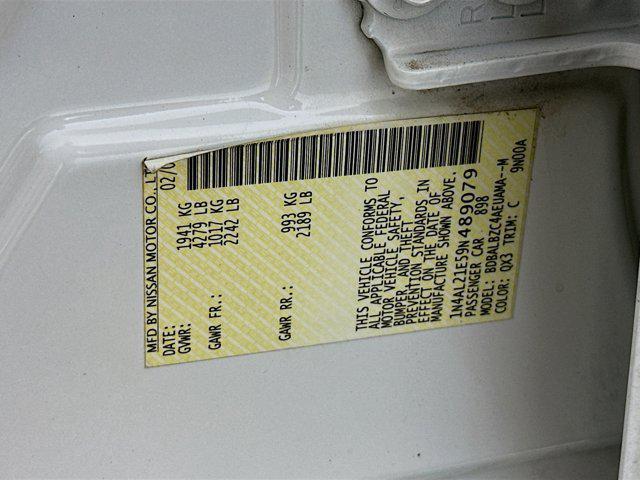 MFD BY NISSAN MOTOR CO., LT
DATE: 02/0
GVWR: 1941 KG
4279 LB
GAWR FR.: 1017 KG
2242 LB
GAWR RR.: 993 KG
2189 LB
THIS VEHICLE CONFORMS TO
ALL APPLICABLE FEDERAL
MOTOR VEHICLE SAFETY,
BUMPER, AND THEFT
PREVENTION STANDARDS IN
EFFECT ON THE DATE OF
MANUFACTURE SHOWN ABOVE.
1N4AL21E59N489079
PASSENGER CAR 898
MODEL: BDBALBZC4AEUAMA--M
COLOR: QX3 TRIM: C 9N00A